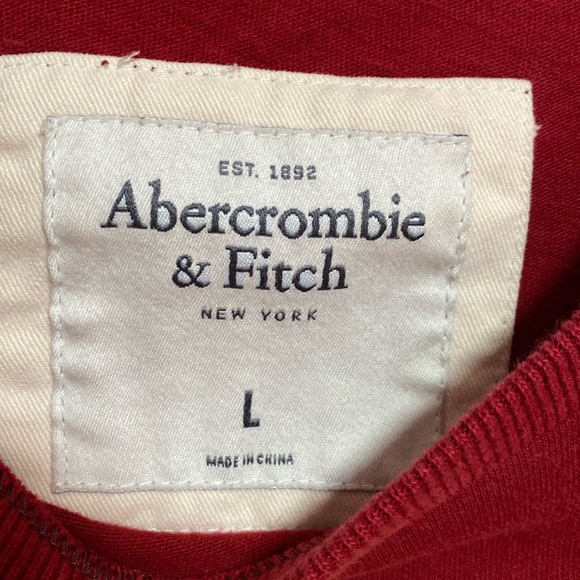 EST. 1892
Abercrombie
& Fitch
NEW YORK
L
MADE IN CHINA